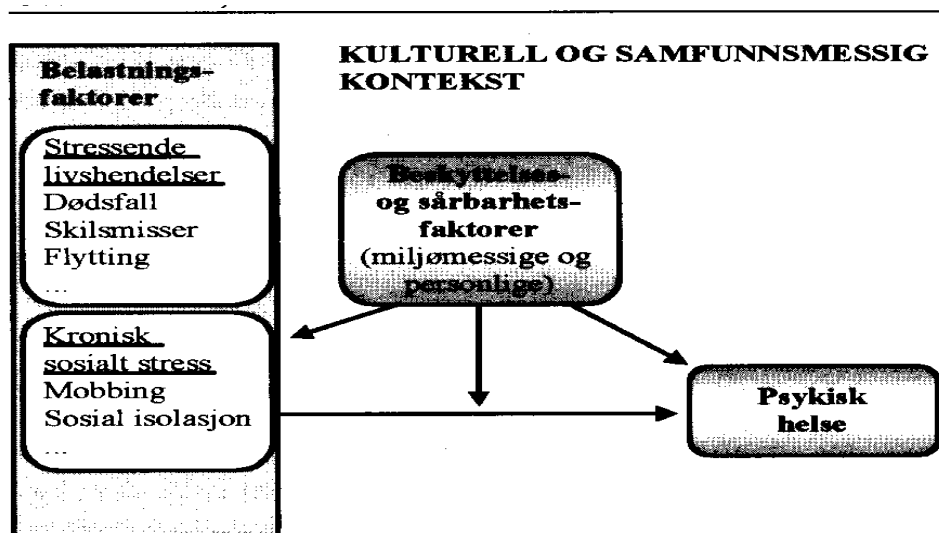 KULTURELL OG SAMFUNNSMESSIG
KONTEKST
Belastnings-
faktorer
Stressende
livshendelser
Dødsfall
Skilsmisser
Flytting
...
Kronisk
sosialt stress
Mobbing
Sosial isolasjon
...
Beskyttelses-
og sårbarhets-
faktorer
(miljømessige og
personlige)
Psykisk
helse